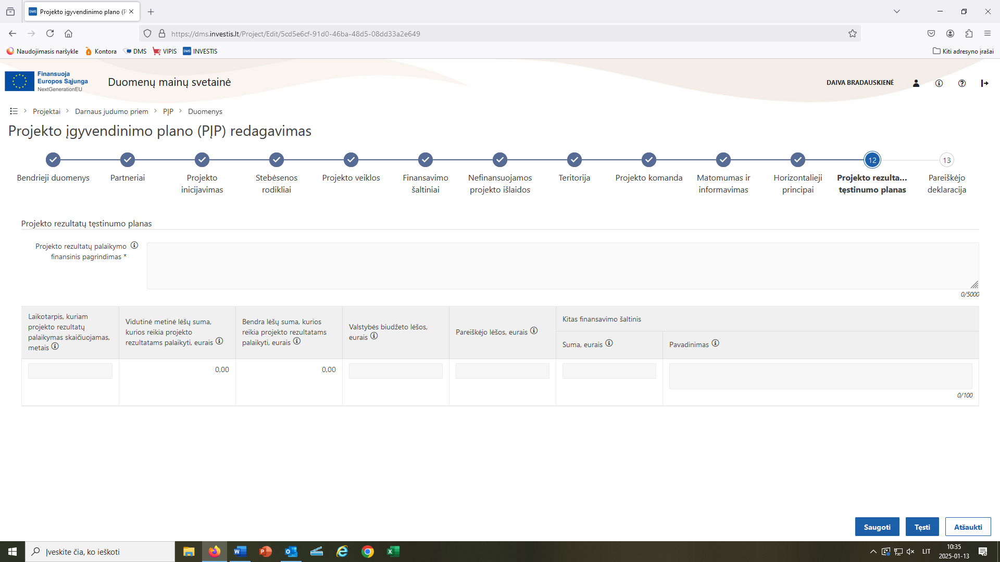 Projekto įgyvendinimo plano (P
https://dms.investis.lt/Project/Edit/5cd5e6cf-91d0-46ba-48d5-08dd33a2e649
Naudojimasis naršykle Kontora DMS VIPIS DMS INVESTIS Kiti adresyno įrašai
Finansuoja
Europos Sąjunga
NextGenerationEU
Duomenų mainų svetainė
DAIVA BRADAUSKIENĖ
Projektai > Darnaus judumo priem > PĮP > Duomenys
Projekto įgyvendinimo plano (PĮP) redagavimas
12 13
Bendrieji duomenys
Partneriai
Projekto
inicijavimas
Stebėsenos
rodikliai
Projekto veiklos
Finansavimo
šaltiniai
Nefinansuojamos
projekto išlaidos
Teritorija
Projekto komanda
Matomumas ir
informavimas
Horizontalieji
principai
Projekto rezulta...
tęstinumo planas
Pareiškėjo
deklaracija
Projekto rezultatų tęstinumo planas
Projekto rezultatų palaikymo
finansinis pagrindimas *
0/5000
Laikotarpis, kuriam
projekto rezultatų
palaikymas skaičiuojamas,
metais
Vidutinė metinė lėšų suma,
kurios reikia projekto
rezultatams palaikyti, eurais
Bendra lėšų suma, kurios
reikia projekto rezultatams
palaikyti, eurais
Valstybės biudžeto lėšos,
eurais
Pareiškėjo lėšos, eurais
Kitas finansavimo šaltinis
Suma, eurais
Pavadinimas
0,00
0,00
0/100
Saugoti Tęsti Atšaukti
Įveskite čia, ko ieškoti
LIT
10:35
2025-01-13